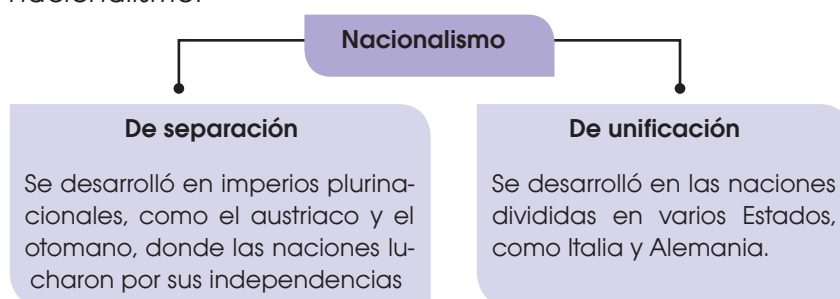 nacionalismo.
Nacionalismo
De separación
Se desarrolló en imperios plurina-
cionales, como el austriaco y el
otomano, donde las naciones lu-
charon por sus independencias
De unificación
Se desarrolló en las naciones
divididas en varios Estados,
como Italia y Alemania.